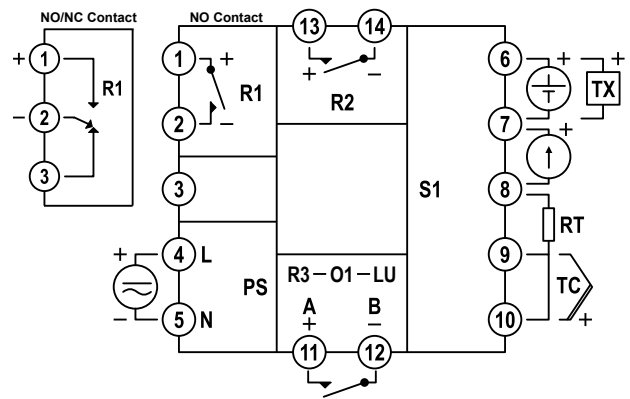 NO/NC Contact
NO Contact
13
14
+
1
R1
−
2
3
1
+
R1
2
−
3
+
−
R2
S1
6
+
+
TX
7
+
8
RT
9
TC
10
+
+
4
L
PS
−
5
N
R3−O1−LU
A
B
+
−
11
12